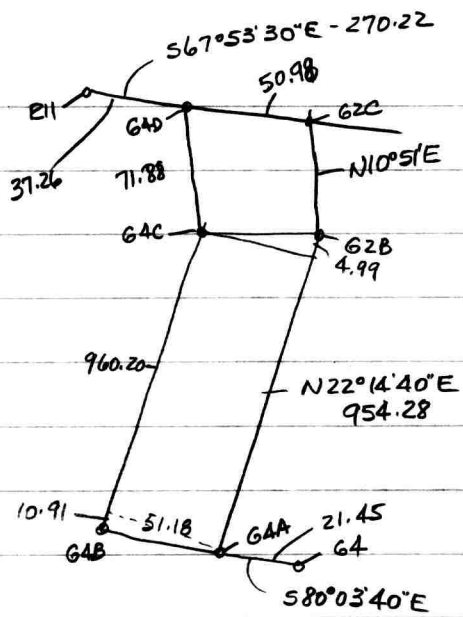 S67°53'30"E - 270.22
50.98
E11
64D
62C
37.26
71.88
N10°51'E
64C
62B
4.99
960.20
N22°14'40"E
954.28
10.91
51.18
64A
21.45
64B
64
S80°03'40"E